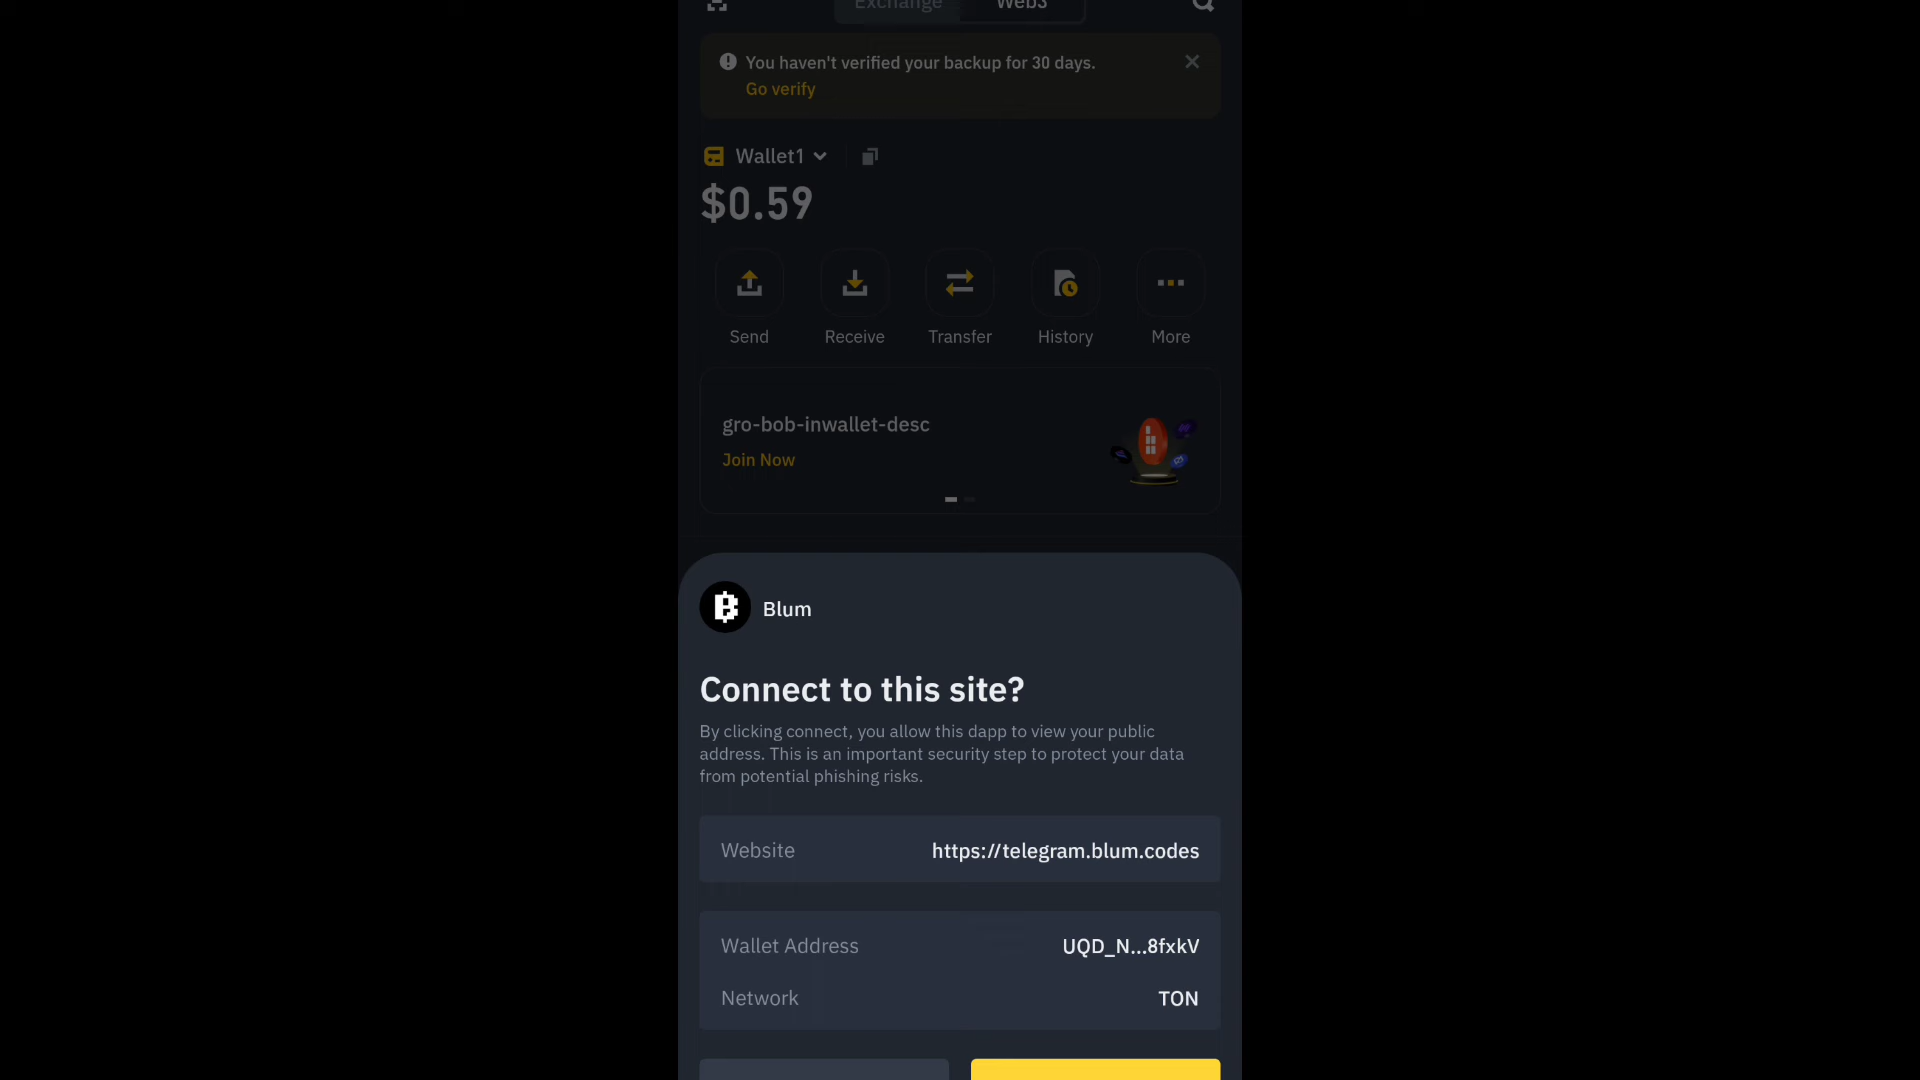 Exchange Web3
You haven't verified your backup for 30 days.
Go verify
Wallet1
$0.59
Send Receive Transfer History More
gro-bob-inwallet-desc
Join Now
Blum
Connect to this site?
By clicking connect, you allow this dapp to view your public
address. This is an important security step to protect your data
from potential phishing risks.
Website https://telegram.blum.codes
Wallet Address UQD_N...8fxkV
Network TON